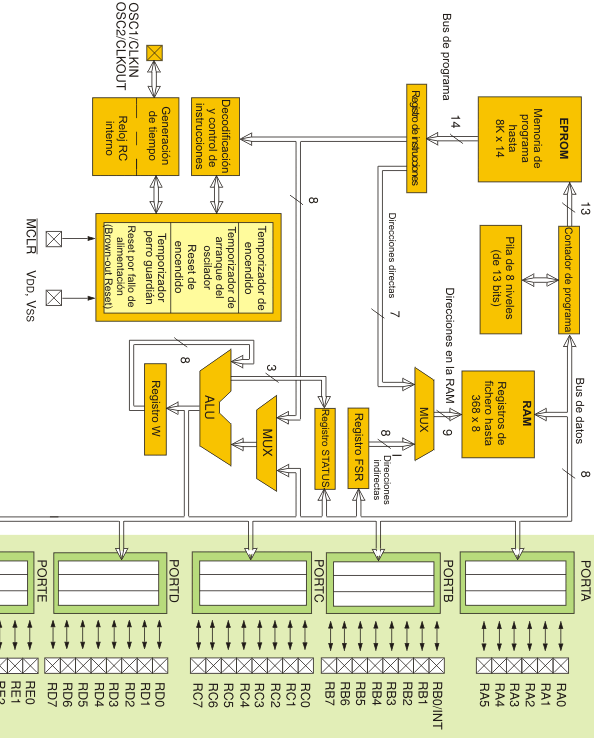 EPROM
Memoria de
programa
hasta
8K x 14
13
Contador de programa
Pila de 8 niveles
(de 13 bits)
Bus de datos
8
RAM
Registros de
fichero hasta
368 x 8
Bus de programa
14
Registro de instrucciones
Direcciones directas
7
Direcciones en la RAM
9
MUX
8
Direcciones
indirectas
Registro FSR
Registro STATUS
8
3
MUX
ALU
8
Registro W
Decodificación
y control de
instrucciones
Generación
de tiempo
Reloj RC
interno
OSC1/CLKIN
OSC2/CLKOUT
Temporizador de
encendido
Temporizador de
arranque del
oscilador
Reset de
encendido
Temporizador
perro guardián
Reset por fallo de
alimentación
(Brown-out Reset)
MCLR
VDD, VSS
PORTA
RA0
RA1
RA2
RA3
RA4
RA5
PORTB
RB0/INT
RB1
RB2
RB3
RB4
RB5
RB6
RB7
PORTC
RC0
RC1
RC2
RC3
RC4
RC5
RC6
RC7
PORTD
RD0
RD1
RD2
RD3
RD4
RD5
RD6
RD7
PORTE
RE0
RE1
RE2